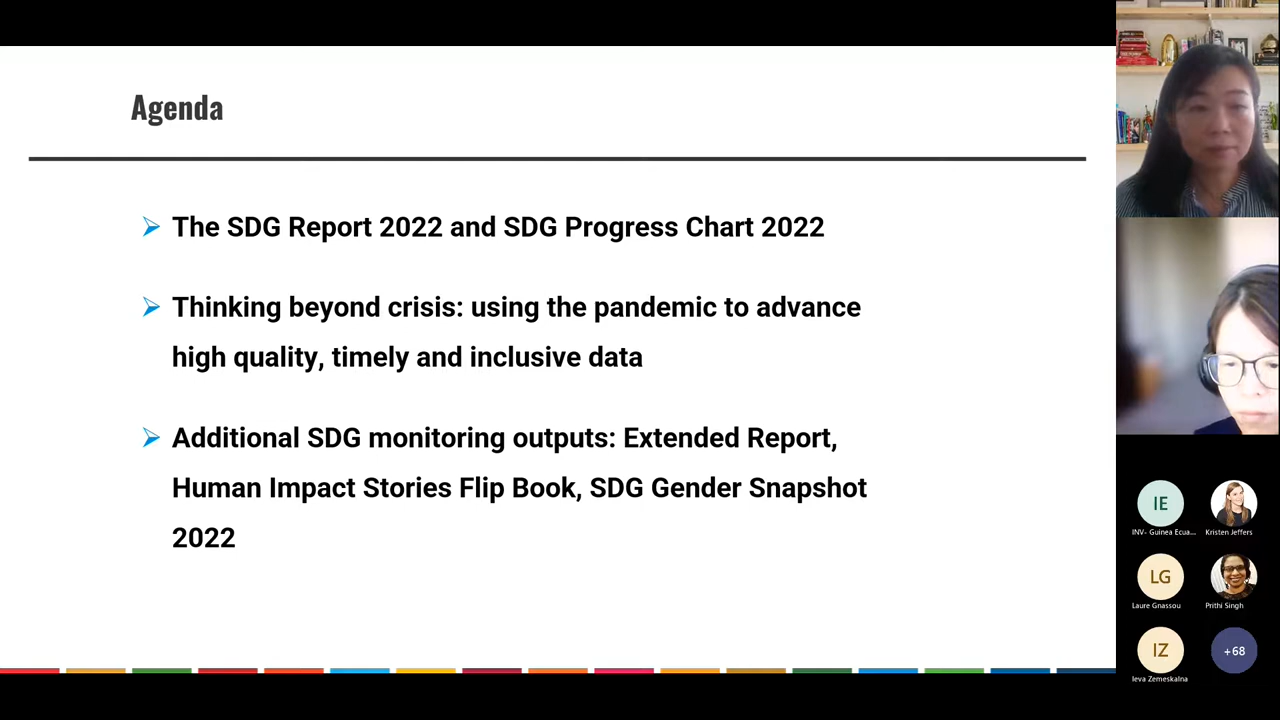 Agenda
The SDG Report 2022 and SDG Progress Chart 2022
Thinking beyond crisis: using the pandemic to advance
high quality, timely and inclusive data
Additional SDG monitoring outputs: Extended Report,
Human Impact Stories Flip Book, SDG Gender Snapshot
2022
IE
INV- Guinea Ecua...
Kristen Jeffers
LG
Laure Gnassou
Prithi Singh
IZ
Ieva Zemeskalna
+68